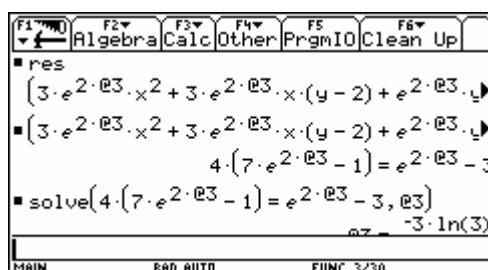 F1 F2 F3 F4 F5 F6
Algebra Calc Other PrgmIO Clean Up
▪ res
(3·e^(2·@3)·x^2 + 3·e^(2·@3)·x·(y − 2) + e^(2·@3)·y▶
▪ (3·e^(2·@3)·x^2 + 3·e^(2·@3)·x·(y − 2) + e^(2·@3)·y▶
4·(7·e^(2·@3) − 1) = e^(2·@3) − 3
▪ solve(4·(7·e^(2·@3) − 1) = e^(2·@3) − 3, @3)
@3 = -3·ln(3)
MAIN RAD AUTO FUNC 3/30